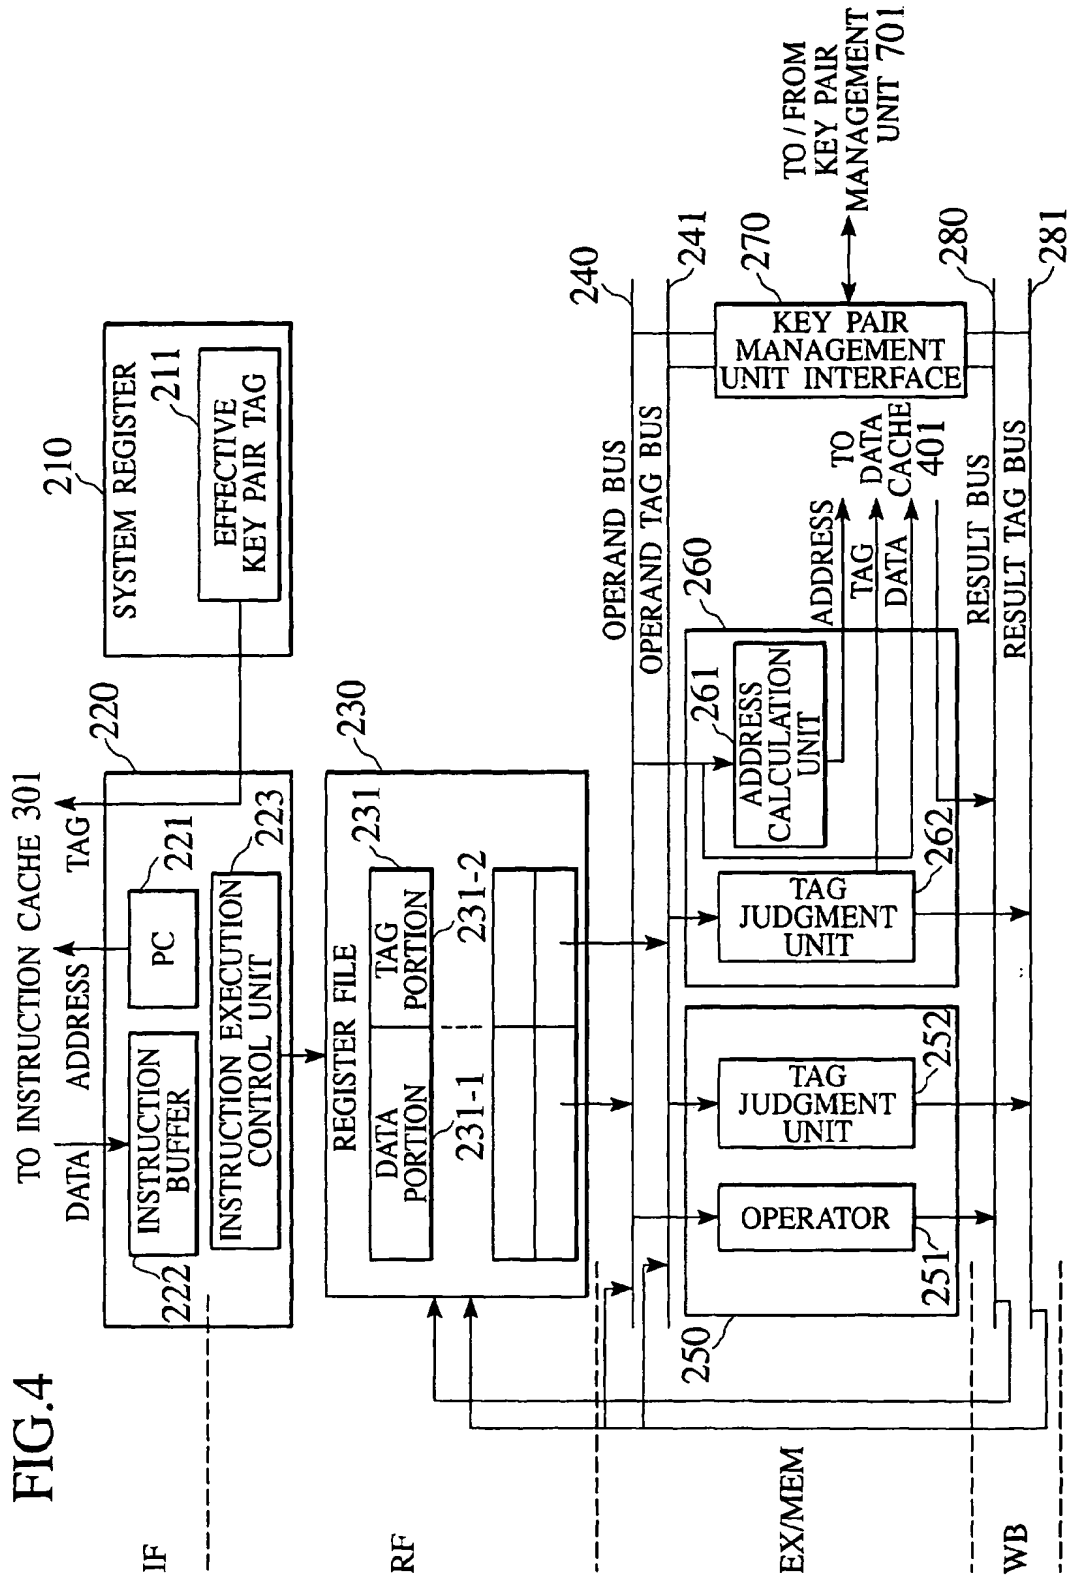 FIG.4
TO INSTRUCTION CACHE 301
DATA
ADDRESS
TAG
INSTRUCTION
BUFFER
222
PC
221
INSTRUCTION EXECUTION
CONTROL UNIT
223
220
210
SYSTEM REGISTER
211
EFFECTIVE
KEY PAIR TAG
IF
REGISTER FILE
230
DATA
PORTION
TAG
PORTION
231
231-1
231-2
RF
OPERAND BUS
240
OPERAND TAG BUS
241
250
OPERATOR
251
TAG
JUDGMENT
UNIT
252
260
TAG
JUDGMENT
UNIT
262
261
ADDRESS
CALCULATION
UNIT
ADDRESS
TAG
DATA
TO
DATA
CACHE
401
KEY PAIR
MANAGEMENT
UNIT INTERFACE
270
TO/FROM
KEY PAIR
MANAGEMENT
UNIT 701
EX/MEM
RESULT BUS
280
RESULT TAG BUS
281
WB